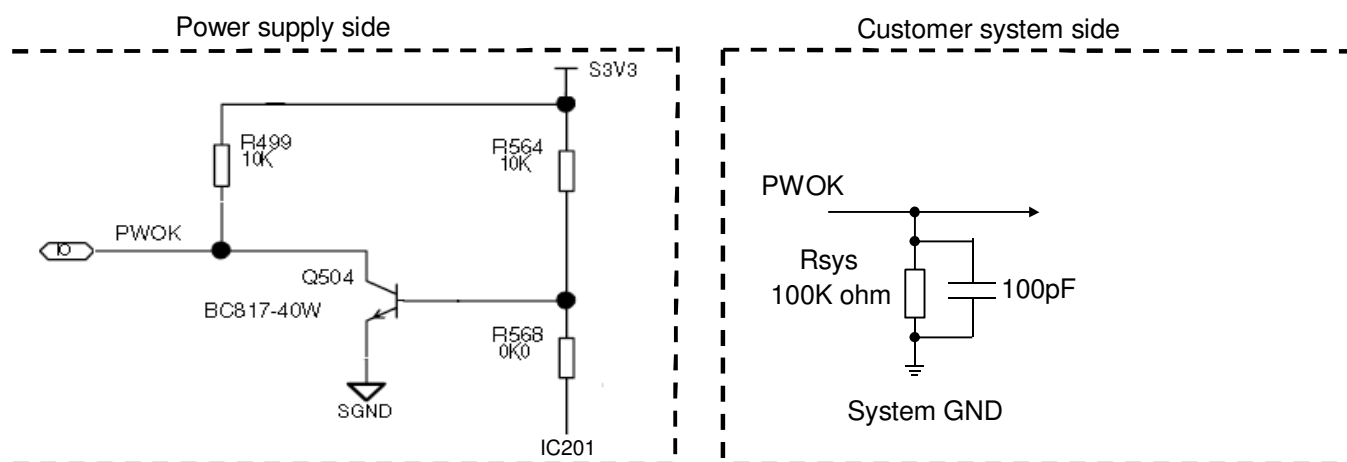 Power supply side
Customer system side
S3V3
R499
10K
R564
10K
PWOK
IO
Q504
BC817-40W
R568
0K0
SGND
IC201
PWOK
Rsys
100K ohm
100pF
System GND